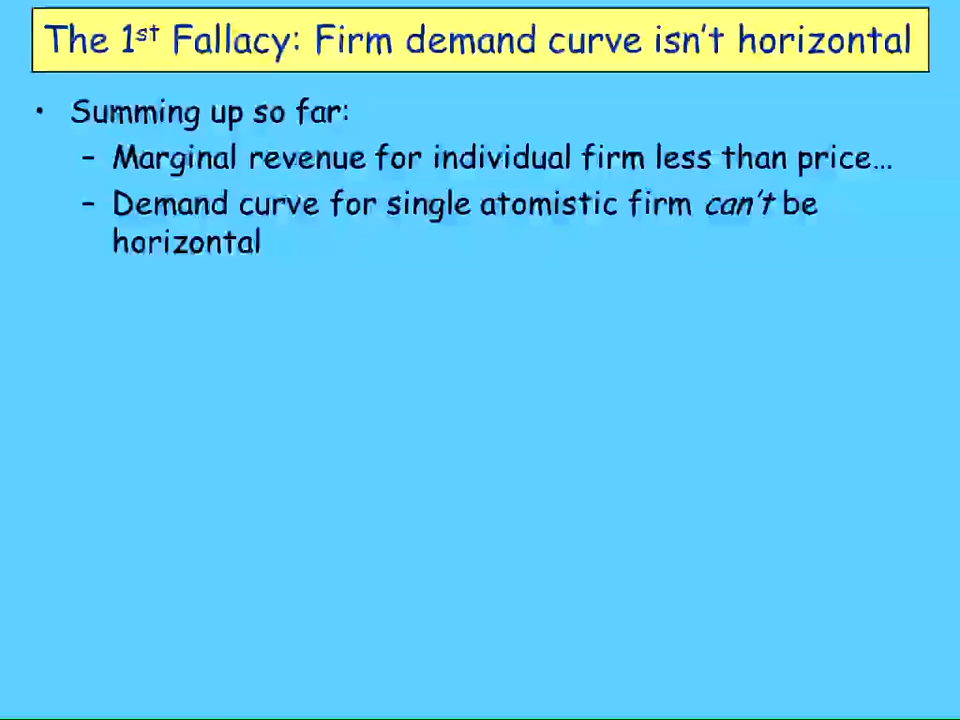 The 1st Fallacy: Firm demand curve isn't horizontal
• Summing up so far:
– Marginal revenue for individual firm less than price…
– Demand curve for single atomistic firm can't be
horizontal